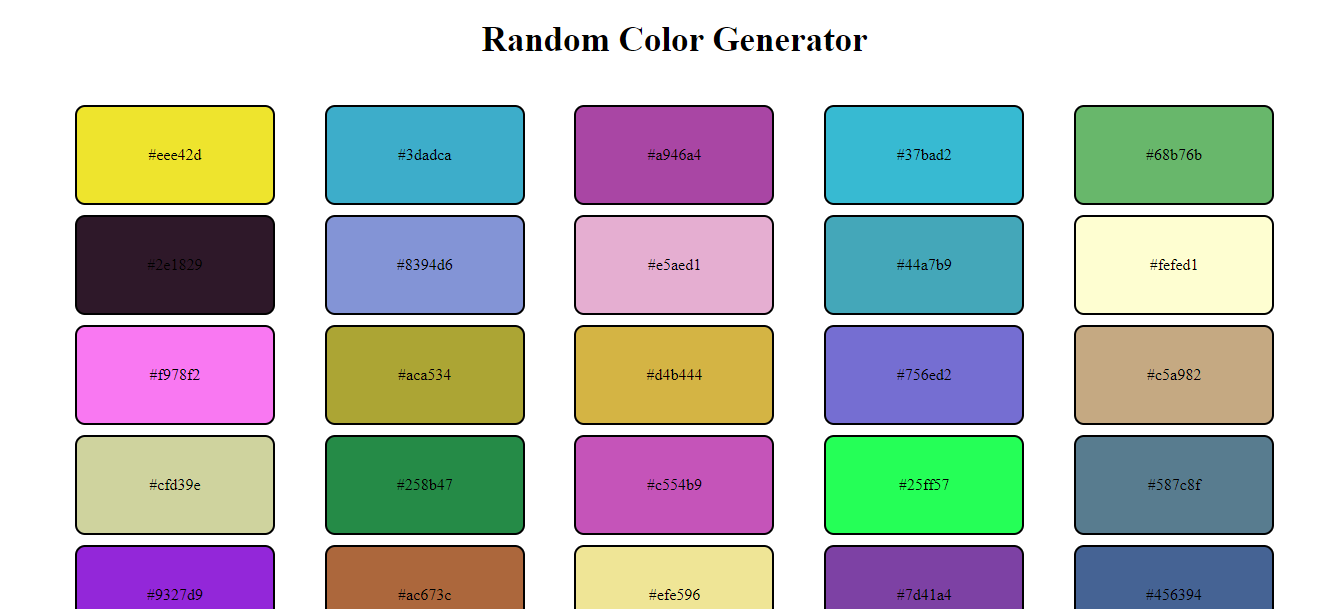 Random Color Generator
#eee42d #3dadca #a946a4 #37bad2 #68b76b
#2e1829 #8394d6 #e5aed1 #44a7b9 #fefed1
#f978f2 #aca534 #d4b444 #756ed2 #c5a982
#cfd39e #258b47 #c554b9 #25ff57 #587c8f
#9327d9 #ac673c #efe596 #7d41a4 #456394